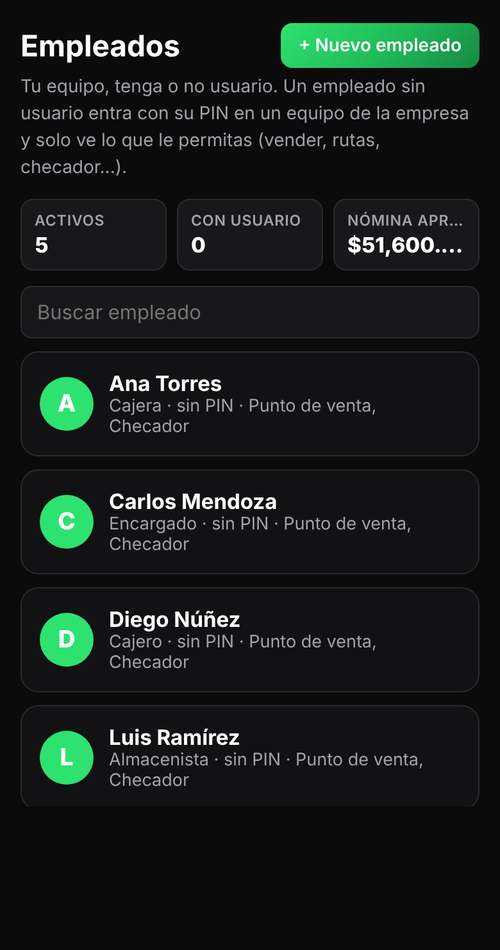 Empleados
+ Nuevo empleado
Tu equipo, tenga o no usuario. Un empleado sin
usuario entra con su PIN en un equipo de la empresa
y solo ve lo que le permitas (vender, rutas,
checador...).
ACTIVOS
5
CON USUARIO
0
NÓMINA APR...
$51,600....
Buscar empleado
A
Ana Torres
Cajera · sin PIN · Punto de venta,
Checador
C
Carlos Mendoza
Encargado · sin PIN · Punto de venta,
Checador
D
Diego Núñez
Cajero · sin PIN · Punto de venta,
Checador
L
Luis Ramírez
Almacenista · sin PIN · Punto de venta,
Checador